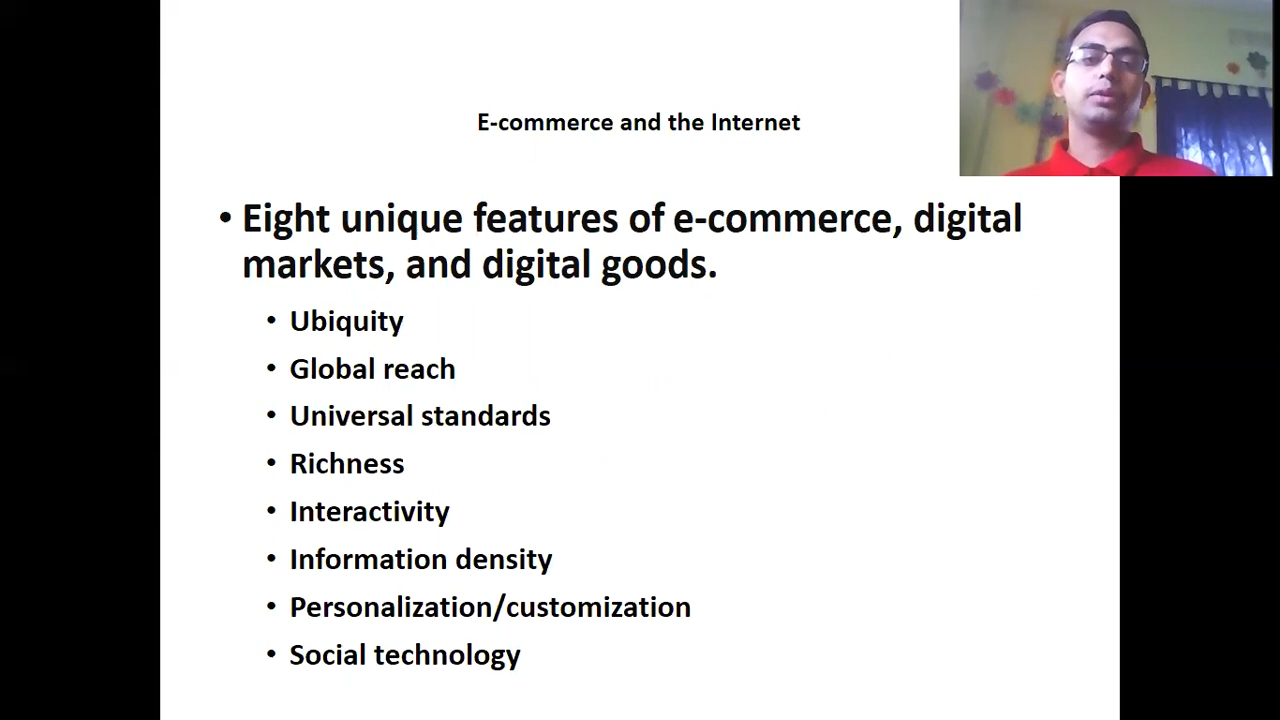 E-commerce and the Internet
• Eight unique features of e-commerce, digital
markets, and digital goods.
• Ubiquity
• Global reach
• Universal standards
• Richness
• Interactivity
• Information density
• Personalization/customization
• Social technology